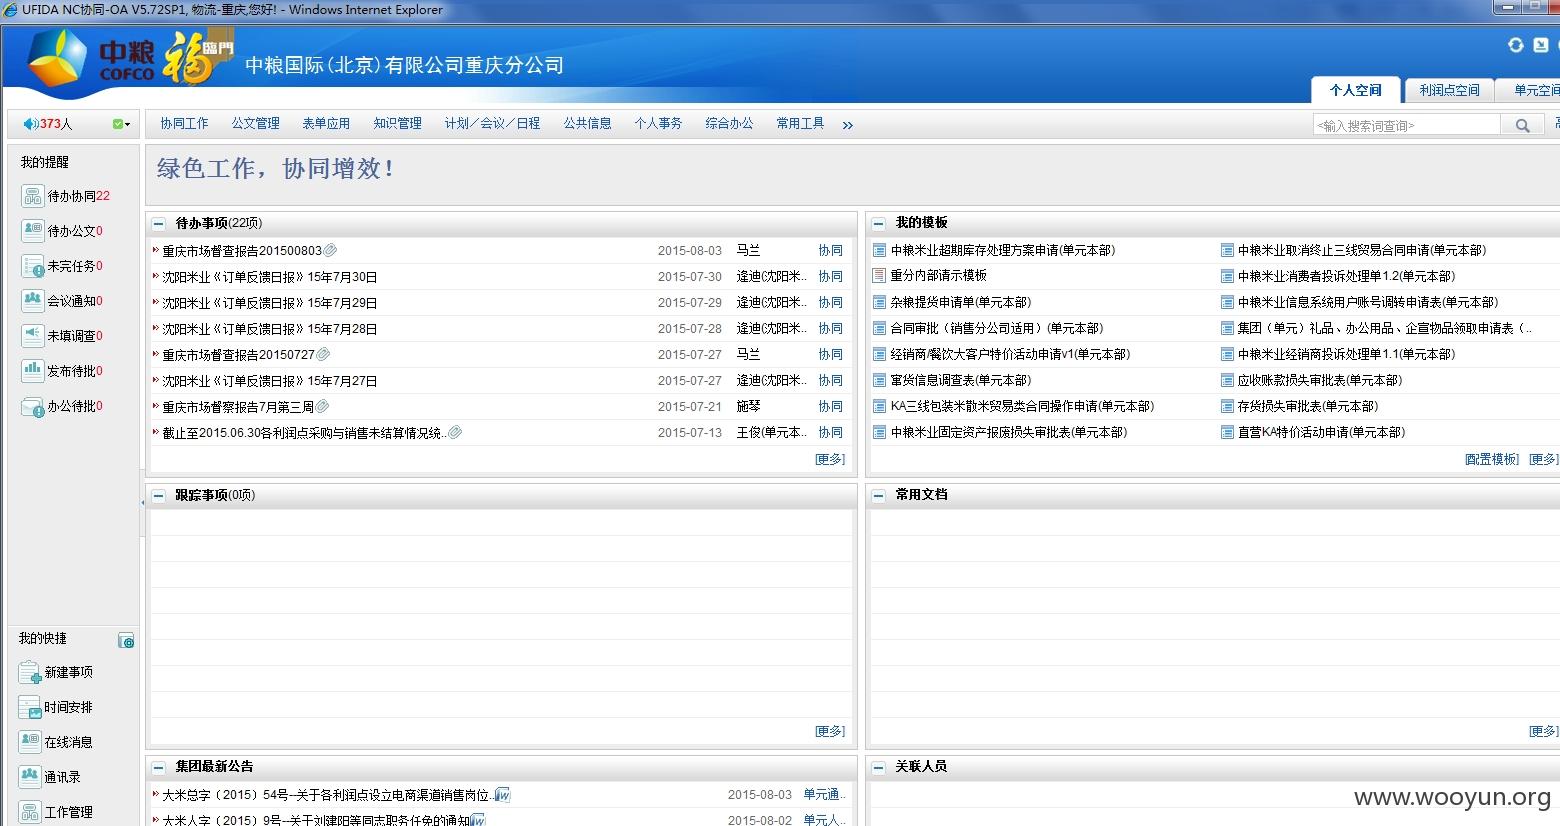 UFIDA NC协同-OA V5.72SP1, 物流-重庆,您好! - Windows Internet Explorer
中粮 COFCO 福 臨門 中粮国际(北京)有限公司重庆分公司
个人空间 利润点空间 单元空间
373人 协同工作 公文管理 表单应用 知识管理 计划／会议／日程 公共信息 个人事务 综合办公 常用工具 » <输入搜索词查询>
绿色工作，协同增效！
我的提醒
待办协同22
待办公文0
未完任务0
会议通知0
未填调查0
发布待批0
办公待批0
我的快捷
新建事项
时间安排
在线消息
通讯录
工作管理
待办事项(22项)
重庆市场督查报告201500803 2015-08-03 马兰 协同
沈阳米业《订单反馈日报》15年7月30日 2015-07-30 逄迪(沈阳米.. 协同
沈阳米业《订单反馈日报》15年7月29日 2015-07-29 逄迪(沈阳米.. 协同
沈阳米业《订单反馈日报》15年7月28日 2015-07-28 逄迪(沈阳米.. 协同
重庆市场督查报告20150727 2015-07-27 马兰 协同
沈阳米业《订单反馈日报》15年7月27日 2015-07-27 逄迪(沈阳米.. 协同
重庆市场督察报告7月第三周 2015-07-21 施琴 协同
截止至2015.06.30各利润点采购与销售未结算情况统.. 2015-07-13 王俊(单元本.. 协同
[更多]
我的模板
中粮米业超期库存处理方案申请(单元本部) 中粮米业取消终止三线贸易合同申请(单元本部)
重分内部请示模板 中粮米业消费者投诉处理单1.2(单元本部)
杂粮提货申请单(单元本部) 中粮米业信息系统用户账号调转申请表(单元本部)
合同审批（销售分公司适用）(单元本部) 集团（单元）礼品、办公用品、企宣物品领取申请表（..
经销商/餐饮大客户特价活动申请v1(单元本部) 中粮米业经销商投诉处理单1.1(单元本部)
窜货信息调查表(单元本部) 应收账款损失审批表(单元本部)
KA三线包装米散米贸易类合同操作申请(单元本部) 存货损失审批表(单元本部)
中粮米业固定资产报废损失审批表(单元本部) 直营KA特价活动申请(单元本部)
[配置模板] [更多]
跟踪事项(0项)
[更多]
常用文档
[更多]
集团最新公告
大米总字（2015）54号--关于各利润点设立电商渠道销售岗位.. 2015-08-03 单元通..
大米人字（2015）9号--关于刘建阳等同志职务任免的通知 2015-08-02 单元人..
关联人员
www.wooyun.org